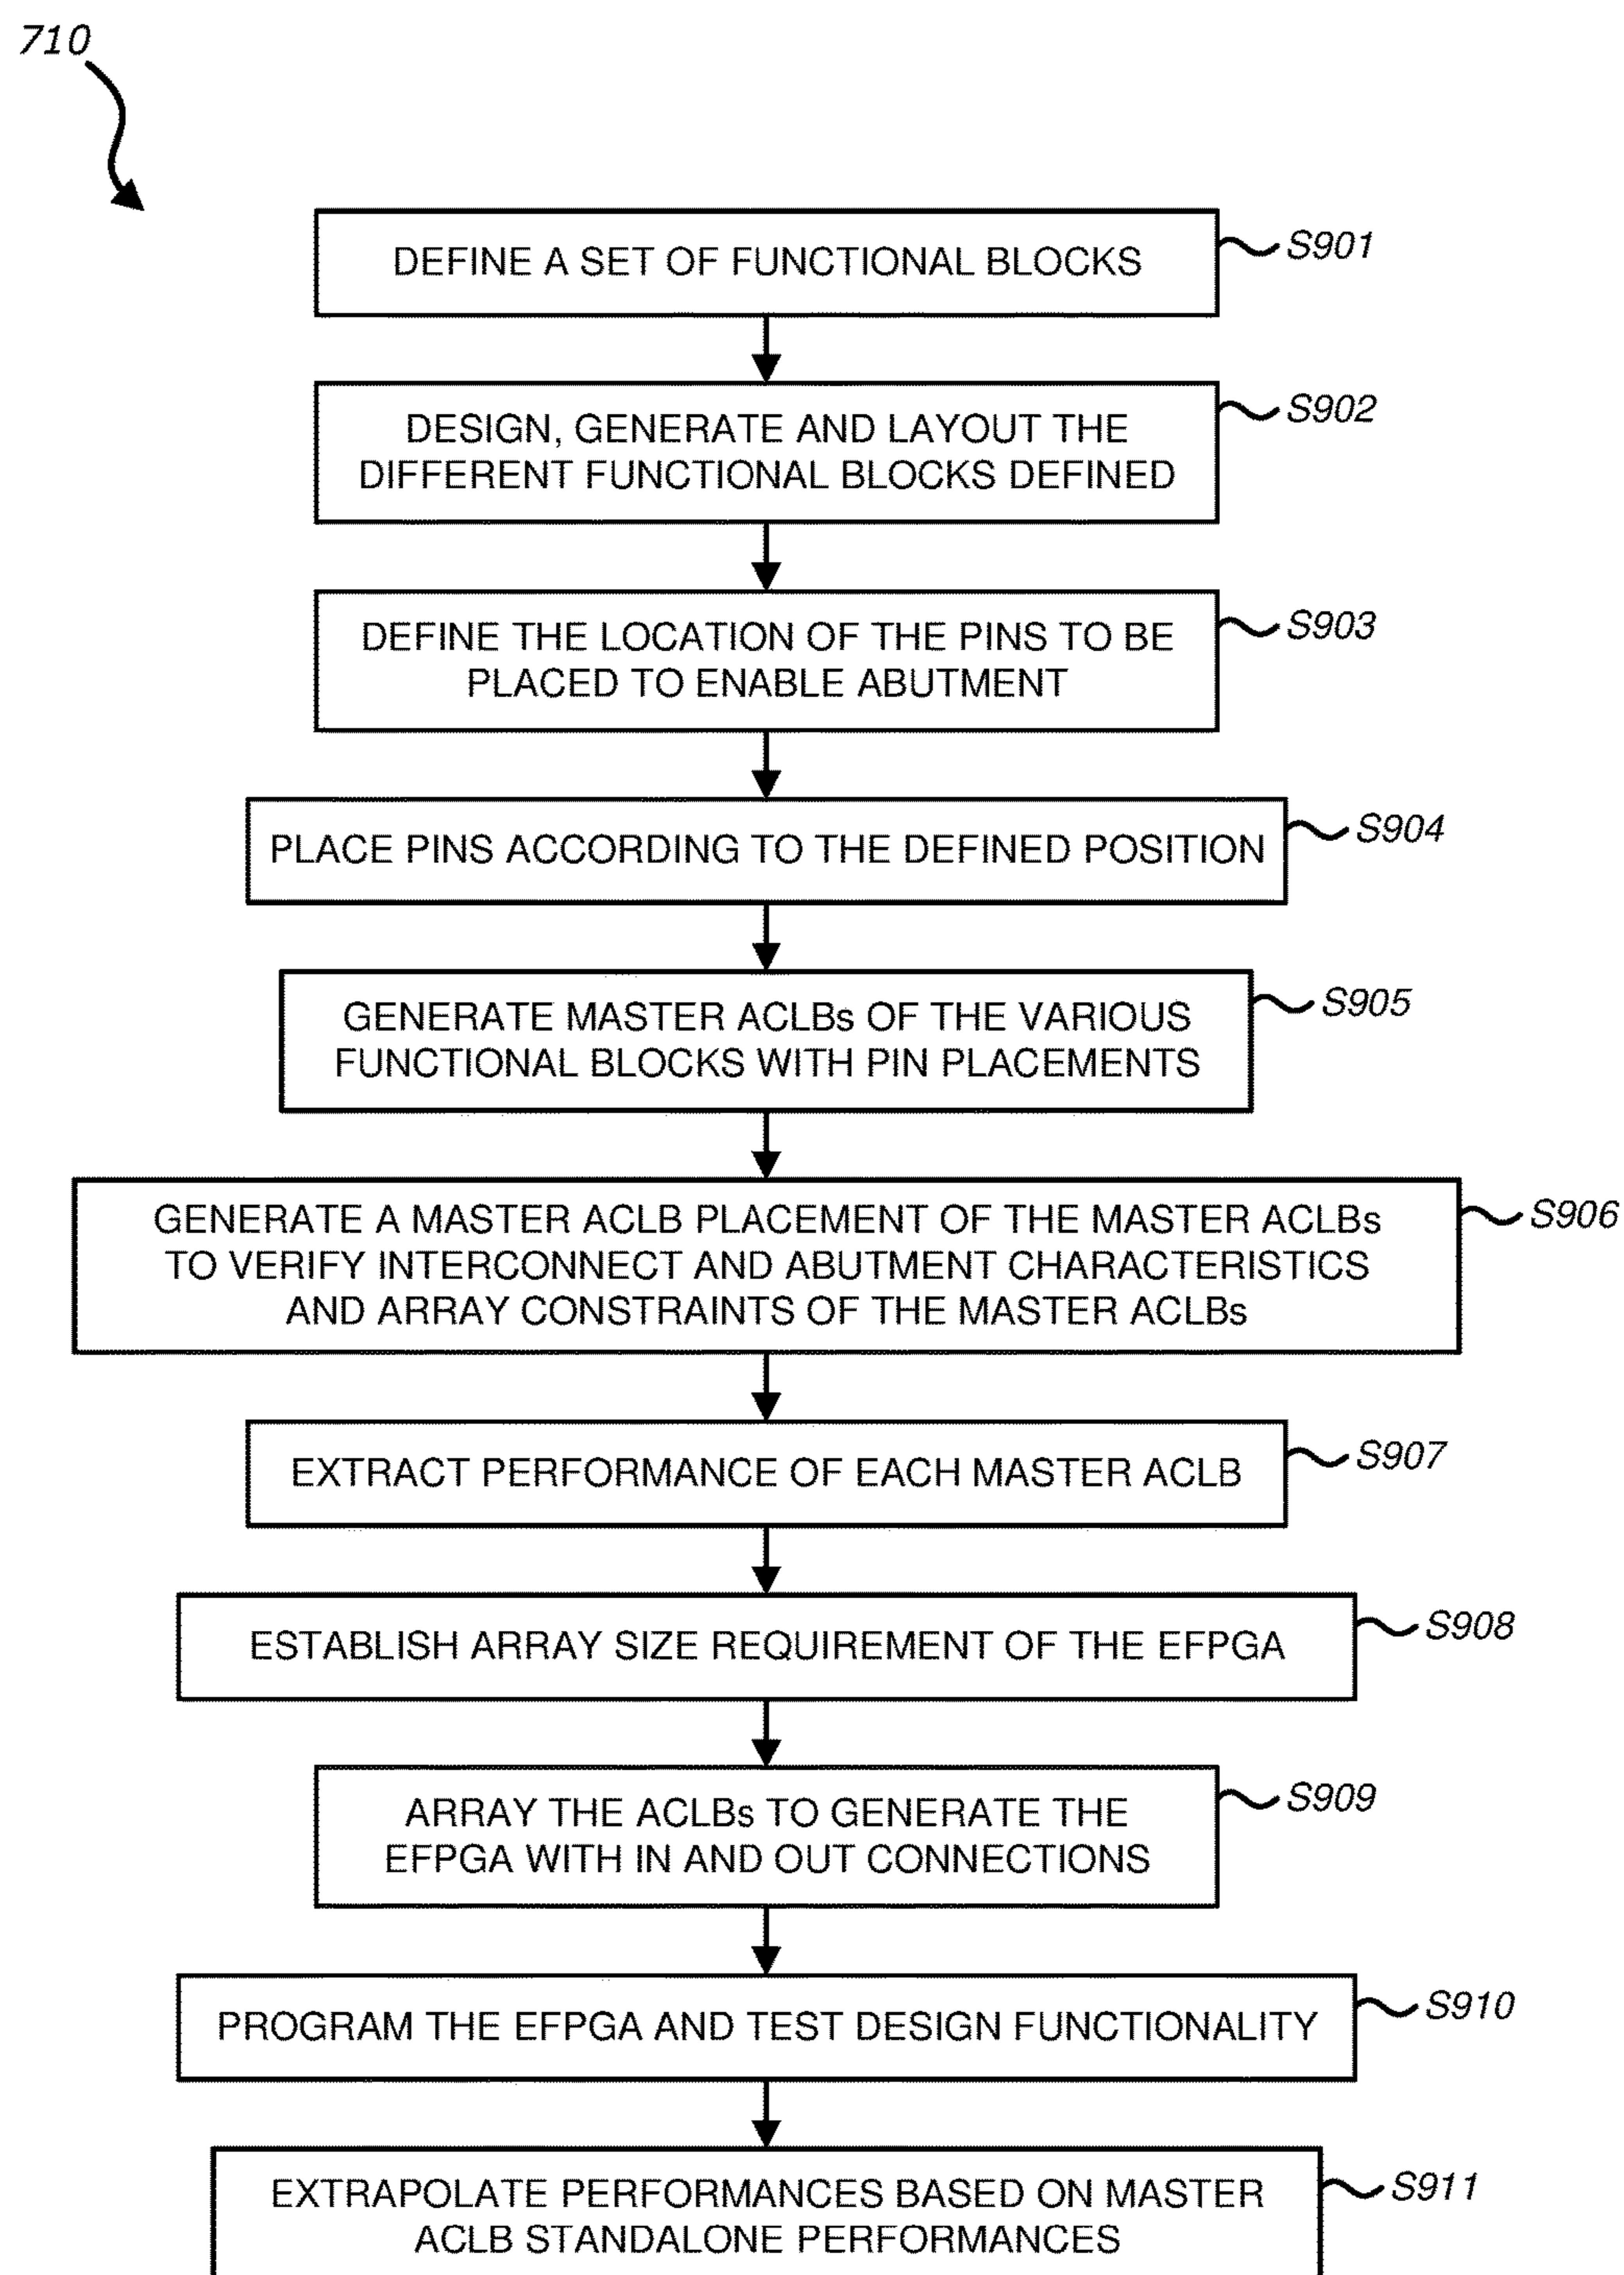 710
DEFINE A SET OF FUNCTIONAL BLOCKS
S901
DESIGN, GENERATE AND LAYOUT THE
DIFFERENT FUNCTIONAL BLOCKS DEFINED
S902
DEFINE THE LOCATION OF THE PINS TO BE
PLACED TO ENABLE ABUTMENT
S903
PLACE PINS ACCORDING TO THE DEFINED POSITION
S904
GENERATE MASTER ACLBs OF THE VARIOUS
FUNCTIONAL BLOCKS WITH PIN PLACEMENTS
S905
GENERATE A MASTER ACLB PLACEMENT OF THE MASTER ACLBs
TO VERIFY INTERCONNECT AND ABUTMENT CHARACTERISTICS
AND ARRAY CONSTRAINTS OF THE MASTER ACLBs
S906
EXTRACT PERFORMANCE OF EACH MASTER ACLB
S907
ESTABLISH ARRAY SIZE REQUIREMENT OF THE EFPGA
S908
ARRAY THE ACLBs TO GENERATE THE
EFPGA WITH IN AND OUT CONNECTIONS
S909
PROGRAM THE EFPGA AND TEST DESIGN FUNCTIONALITY
S910
EXTRAPOLATE PERFORMANCES BASED ON MASTER
ACLB STANDALONE PERFORMANCES
S911